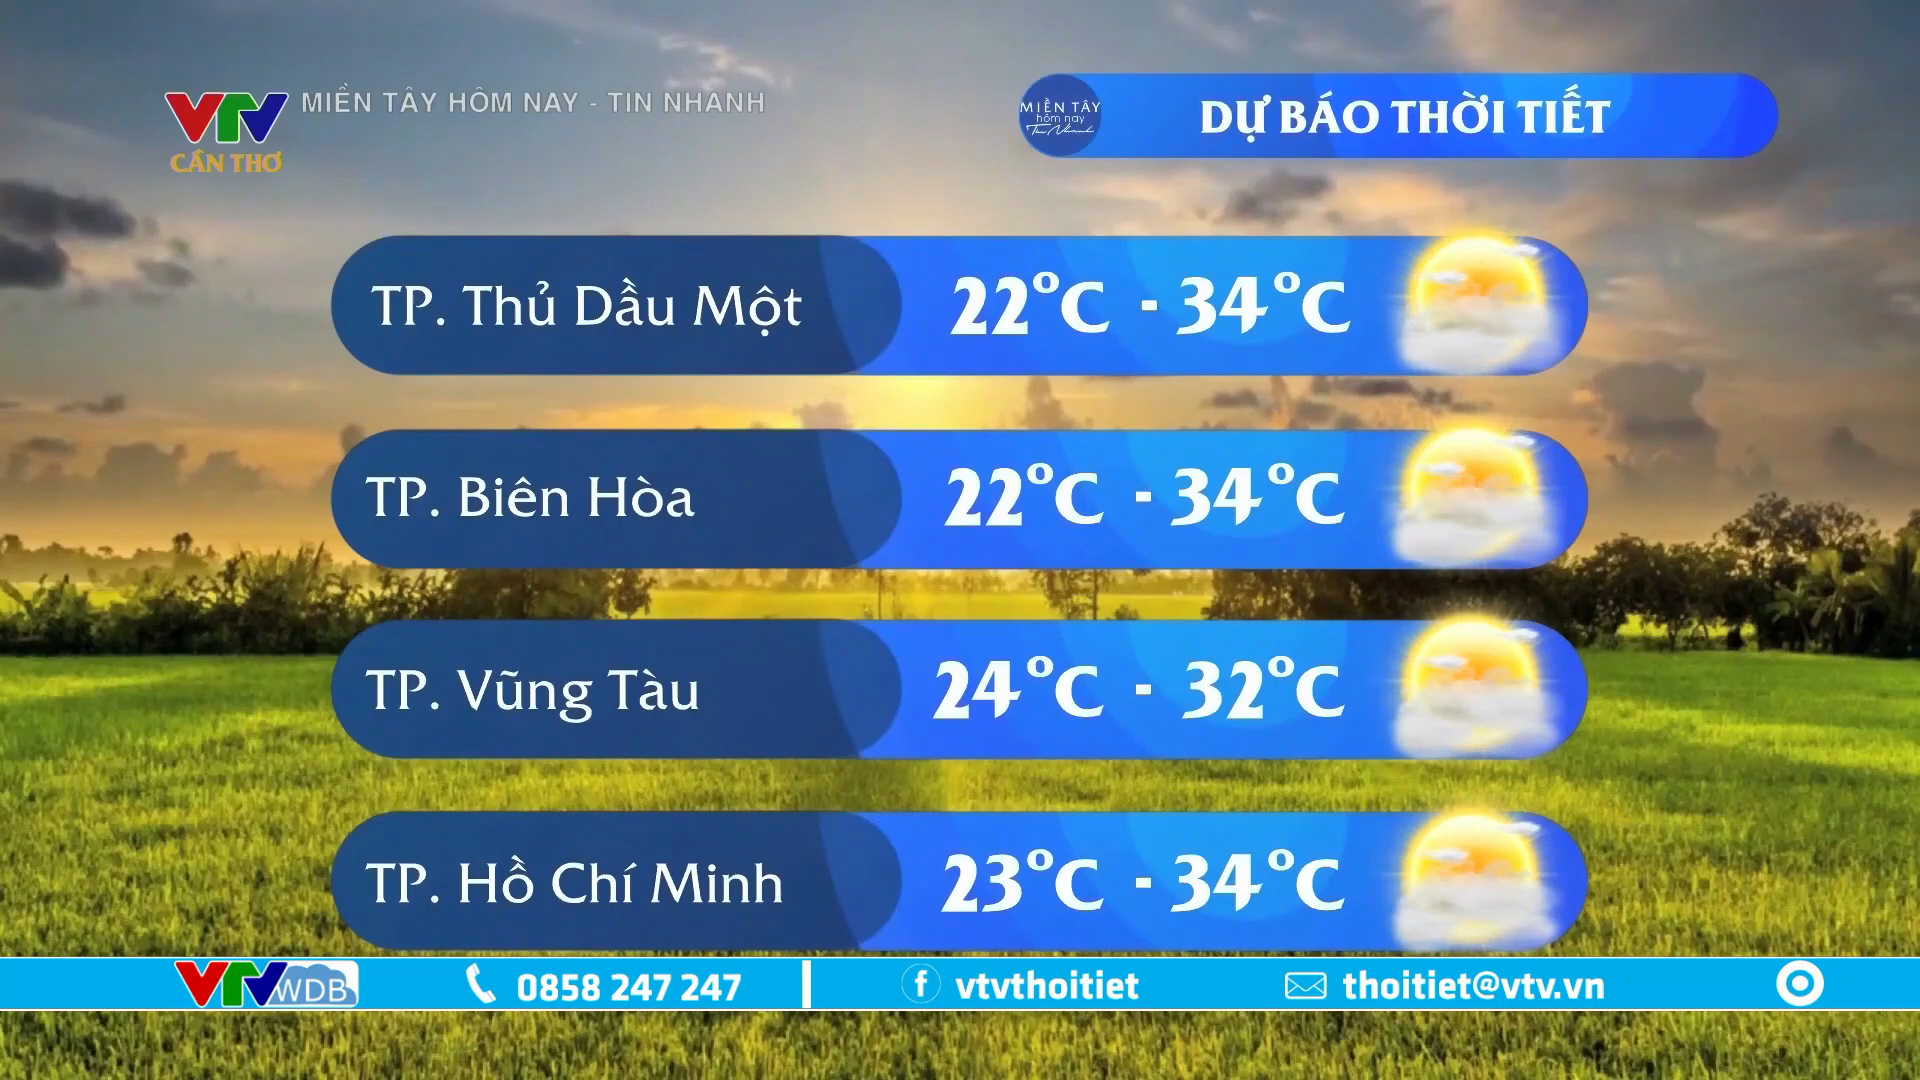 VTV
CẦN THƠ
MIỀN TÂY HÔM NAY - TIN NHANH
MIỀN TÂY
hôm nay
Tin Nhanh
DỰ BÁO THỜI TIẾT
TP. Thủ Dầu Một 22°C - 34°C
TP. Biên Hòa 22°C - 34°C
TP. Vũng Tàu 24°C - 32°C
TP. Hồ Chí Minh 23°C - 34°C
VTV WDB 0858 247 247 vtvthoitiet thoitiet@vtv.vn